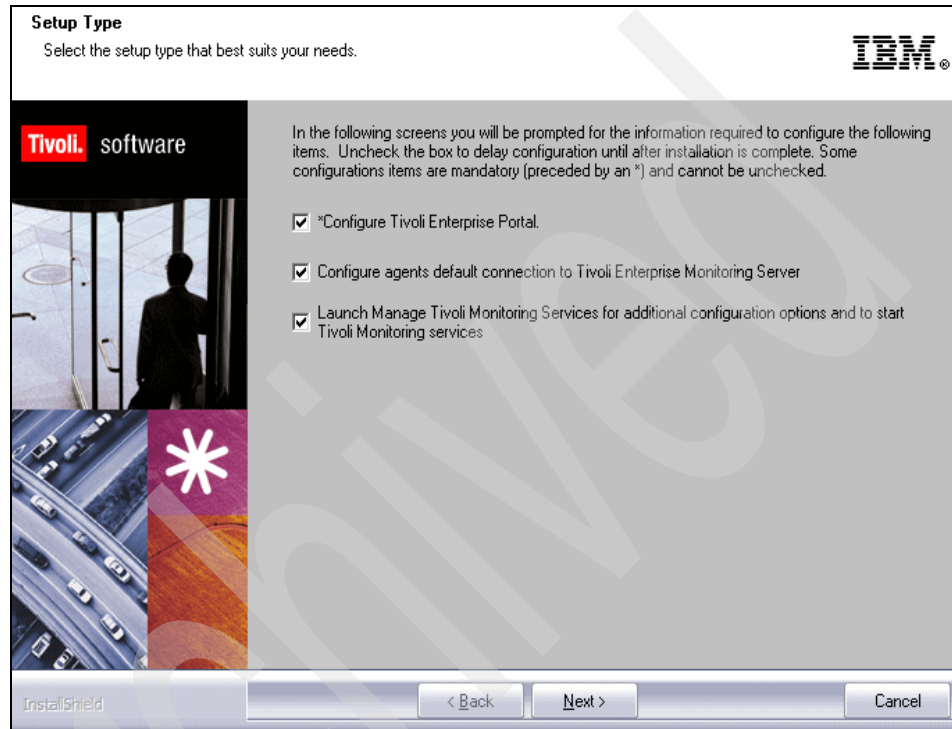 Setup Type
Select the setup type that best suits your needs.
IBM®
Tivoli. software
In the following screens you will be prompted for the information required to configure the following
items. Uncheck the box to delay configuration until after installation is complete. Some
configurations items are mandatory (preceded by an *) and cannot be unchecked.
*Configure Tivoli Enterprise Portal.
Configure agents default connection to Tivoli Enterprise Monitoring Server
Launch Manage Tivoli Monitoring Services for additional configuration options and to start
Tivoli Monitoring services
InstallShield
< Back
Next >
Cancel
hived